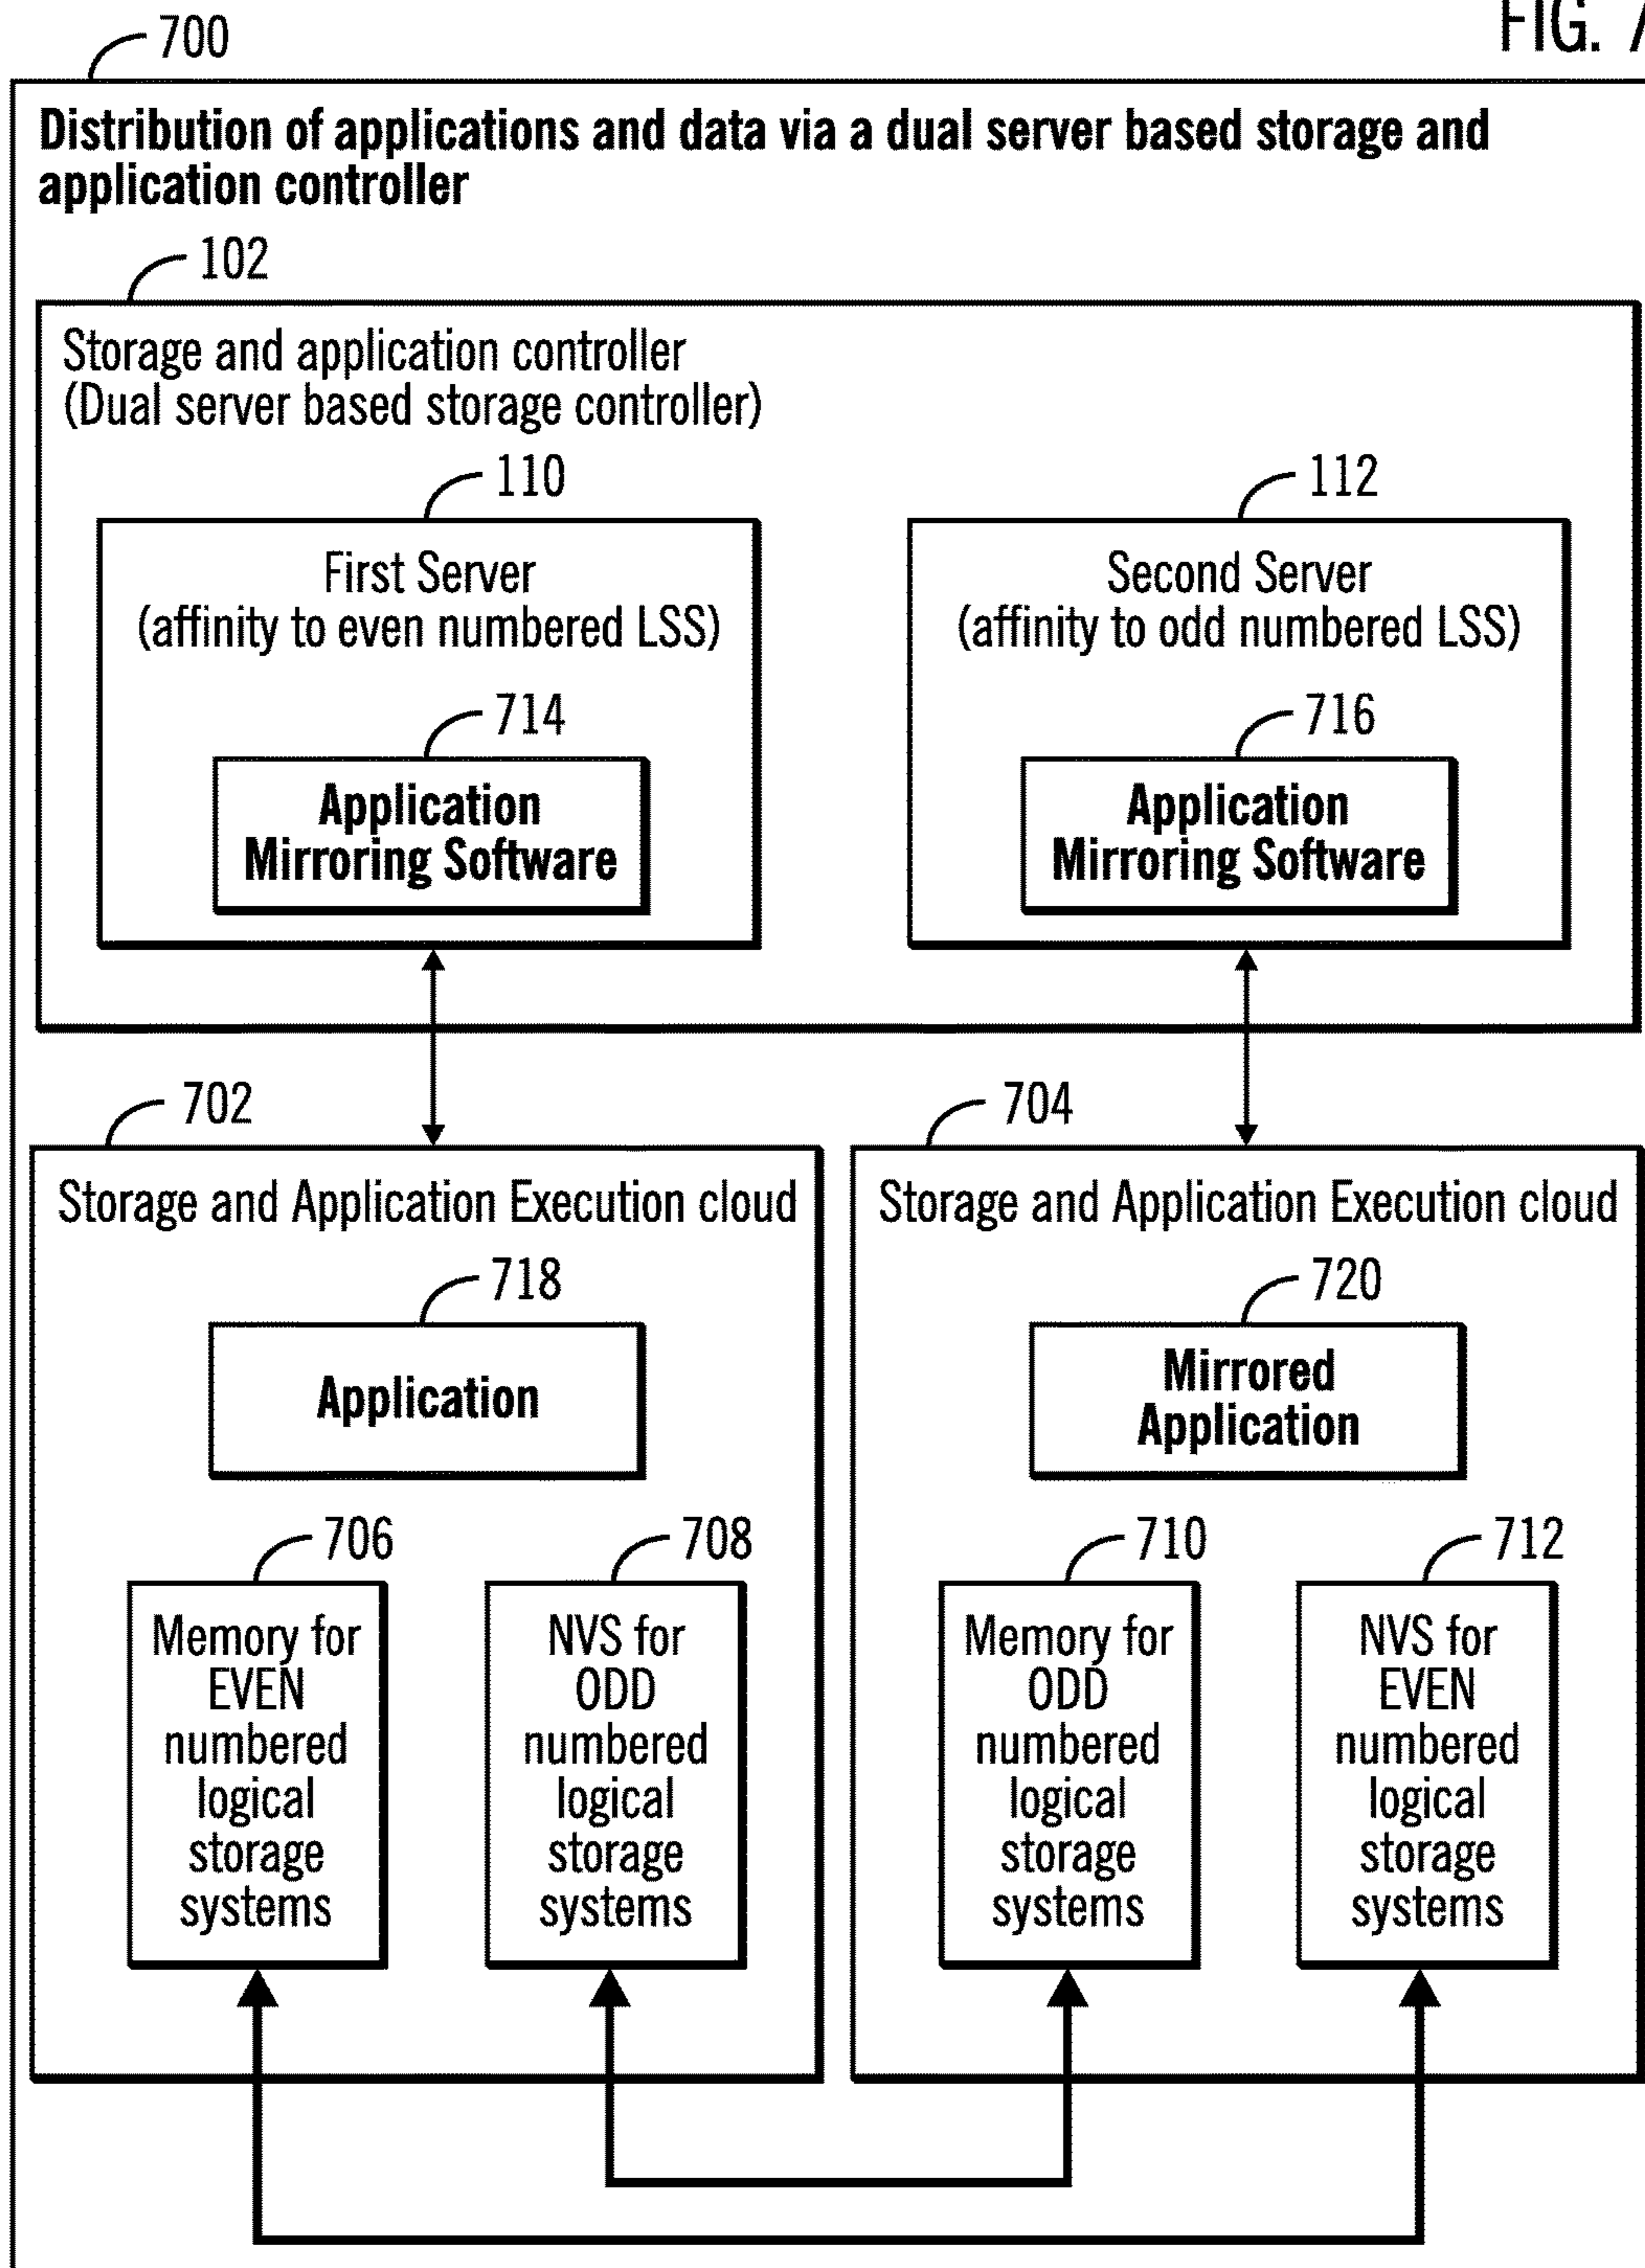 FIG. 7
700
Distribution of applications and data via a dual server based storage and
application controller
102
Storage and application controller
(Dual server based storage controller)
110
First Server
(affinity to even numbered LSS)
714
Application
Mirroring Software
112
Second Server
(affinity to odd numbered LSS)
716
Application
Mirroring Software
702
Storage and Application Execution cloud
718
Application
706
Memory for
EVEN
numbered
logical
storage
systems
708
NVS for
ODD
numbered
logical
storage
systems
704
Storage and Application Execution cloud
720
Mirrored
Application
710
Memory for
ODD
numbered
logical
storage
systems
712
NVS for
EVEN
numbered
logical
storage
systems